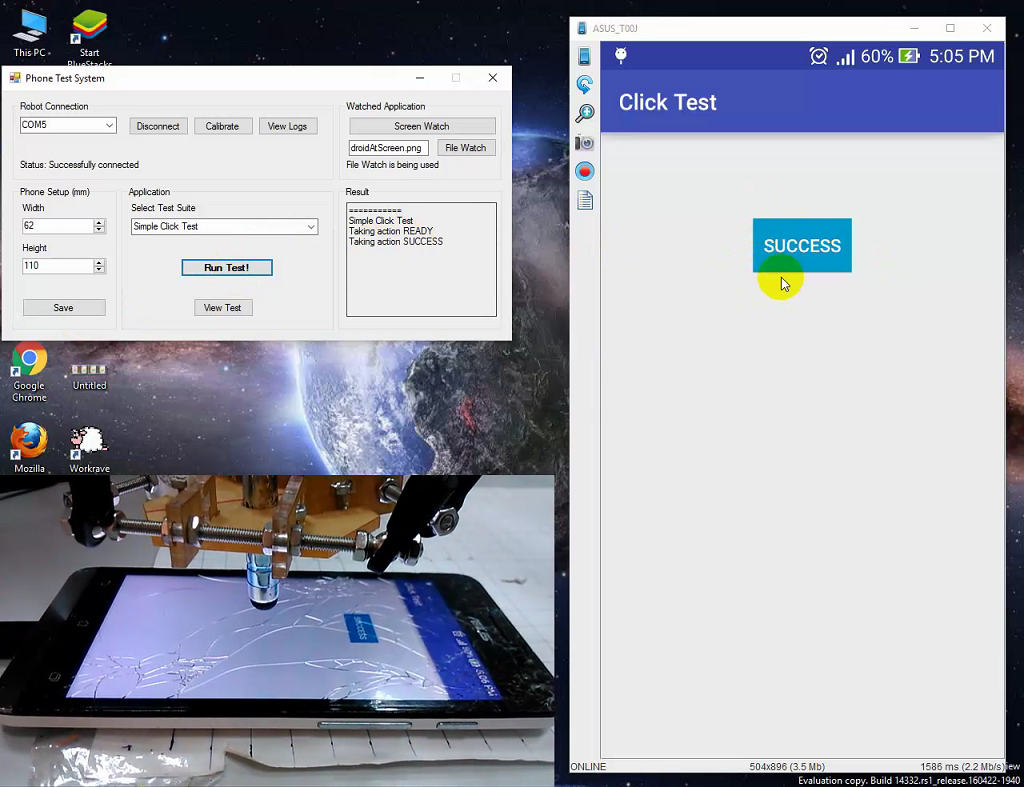 This PC
Start
BlueStacks
Phone Test System
Robot Connection
COM5
Disconnect
Calibrate
View Logs
Status: Successfully connected
Watched Application
Screen Watch
droidAtScreen.png
File Watch
File Watch is being used
Phone Setup (mm)
Width
62
Height
110
Save
Application
Select Test Suite
Simple Click Test
Run Test!
View Test
Result
===========
Simple Click Test
Taking action READY
Taking action SUCCESS
Google
Chrome
Untitled
Mozilla
Workrave
ASUS_T00J
60%
5:05 PM
Click Test
SUCCESS
ONLINE
504x896 (3.5 Mb)
1586 ms (2.2 Mb/s)
Evaluation copy. Build 14332.rs1_release.160422-1940